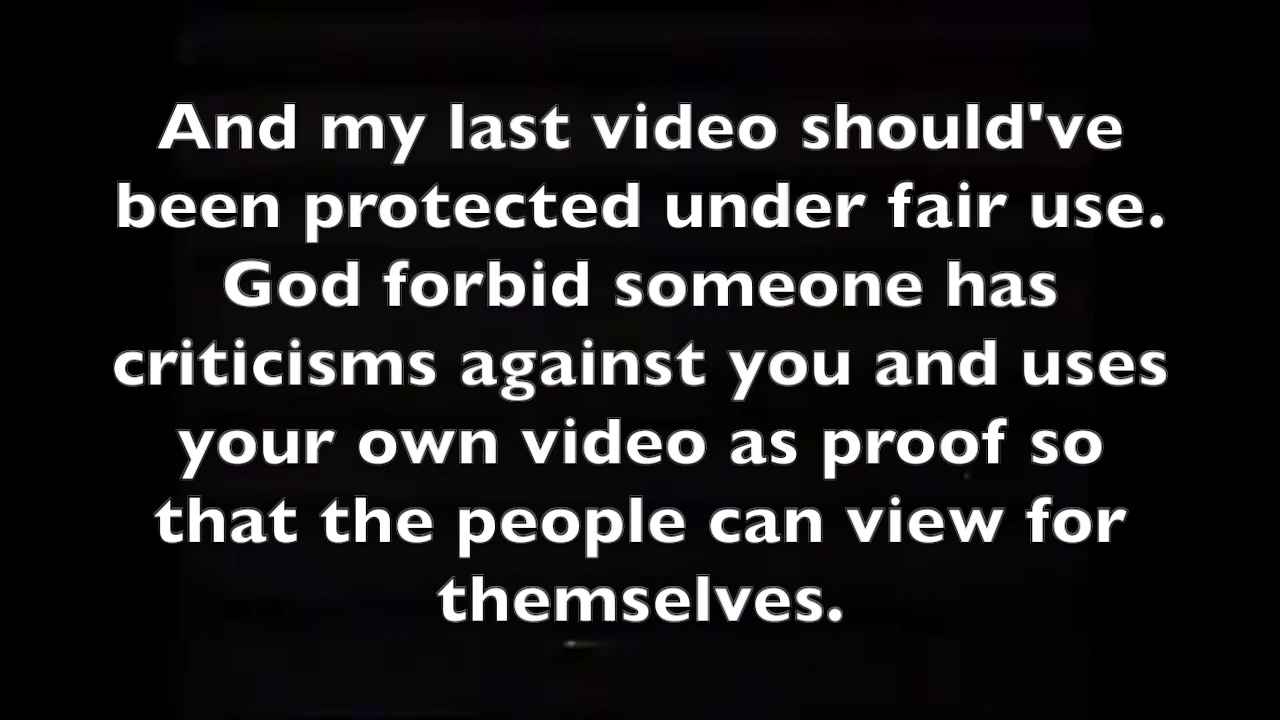 And my last video should've
been protected under fair use.
God forbid someone has
criticisms against you and uses
your own video as proof so
that the people can view for
themselves.